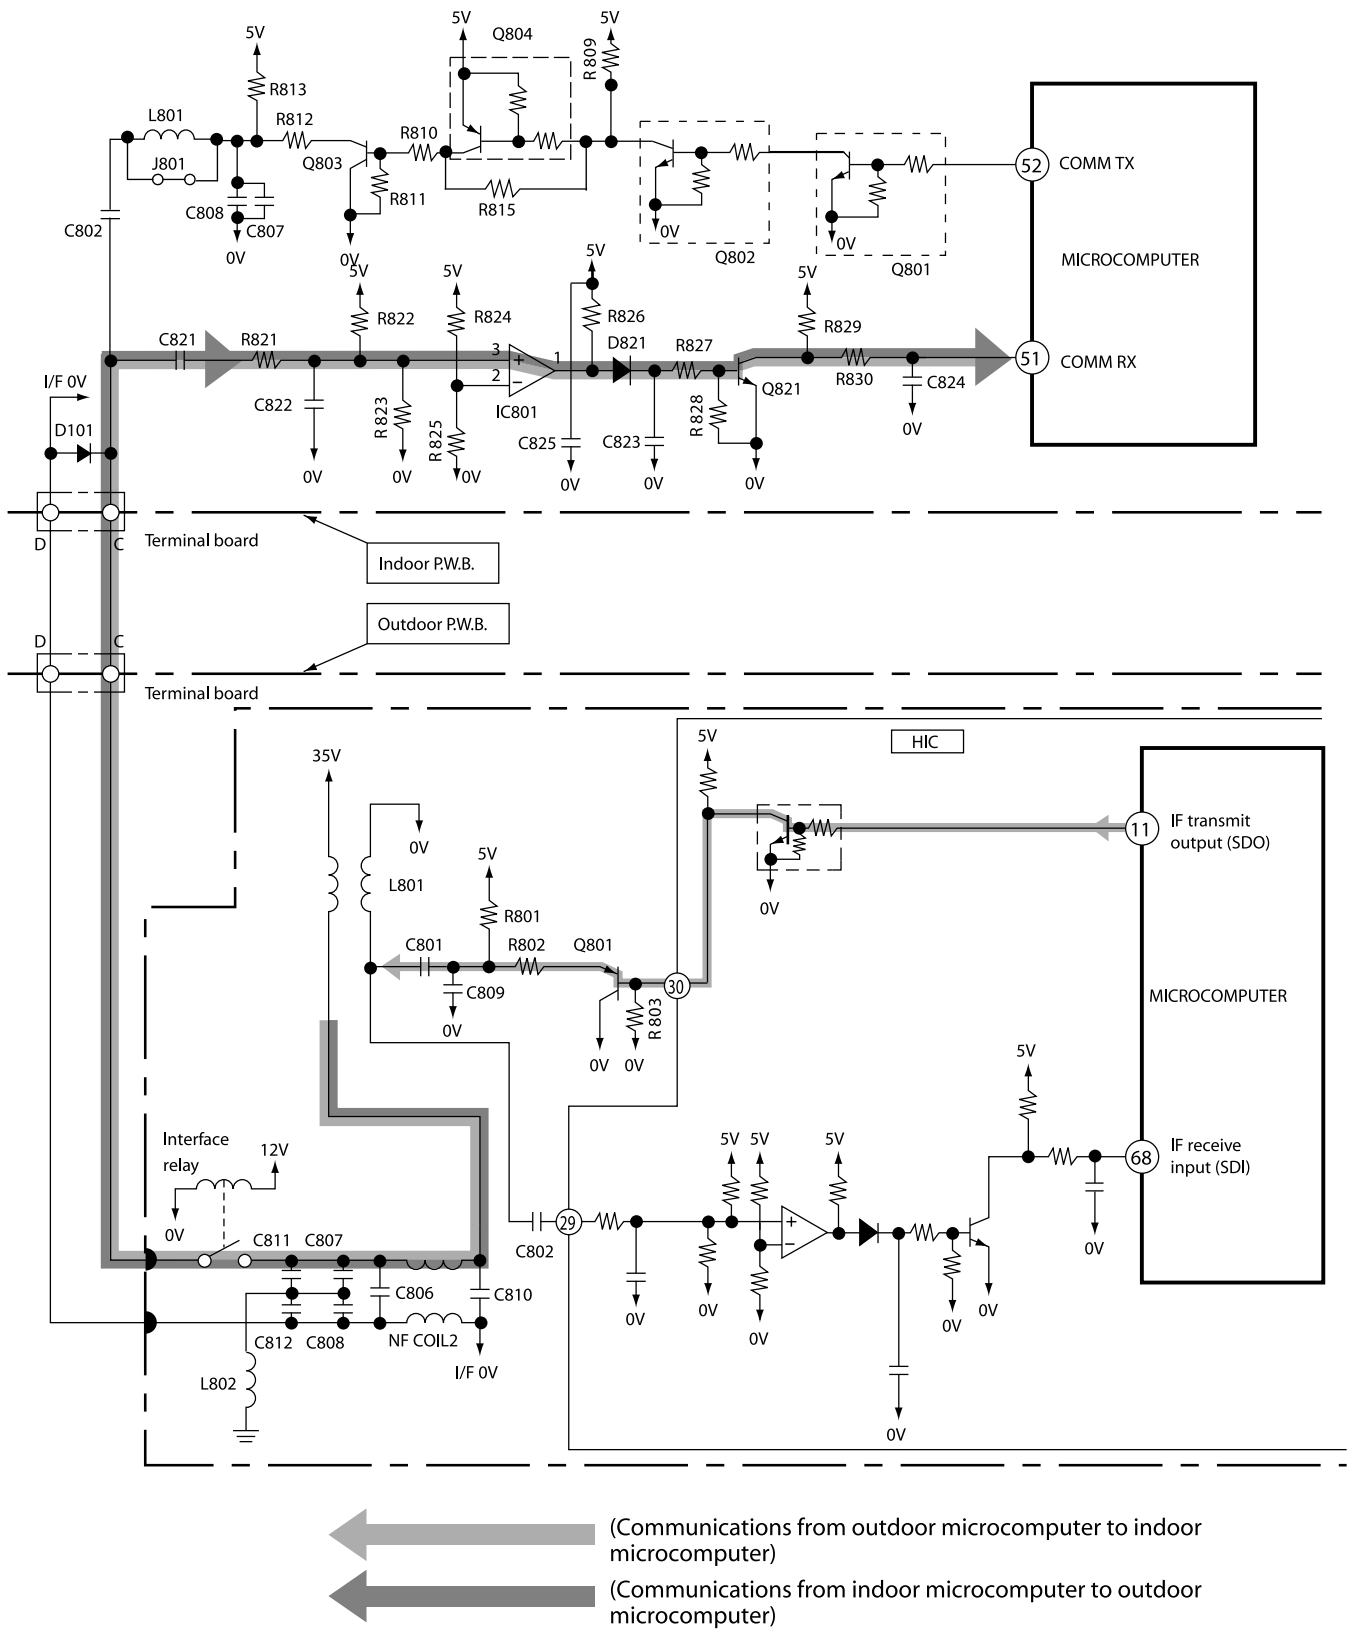 5V
Q804
5V
5V
R 809
R813
L801
R812
R810
J801
Q803
52
COMM TX
R811
R815
C808
C807
C802
0V
0V
0V
0V
Q802
Q801
MICROCOMPUTER
5V
5V
5V
5V
R822
R824
R826
R829
C821
R821
D821
R827
3
1
+
2
−
51
COMM RX
I/F 0V
D101
C822
R 823
R 825
IC801
C825
C823
R 828
Q821
R830
C824
0V
0V
0V
0V
0V
0V
0V
D
C
Terminal board
Indoor P.W.B.
Outdoor P.W.B.
D
C
Terminal board
HIC
35V
5V
11
IF transmit
output (SDO)
0V
0V
L801
5V
R801
C801
R802
Q801
C809
30
R 803
0V
0V
0V
MICROCOMPUTER
5V
Interface
relay
12V
5V
5V
5V
68
IF receive
input (SDI)
0V
C811
C807
29
+
−
C802
0V
C806
C810
0V
0V
0V
0V
0V
C812
C808
NF COIL2
I/F 0V
L802
0V
(Communications from outdoor microcomputer to indoor
microcomputer)
(Communications from indoor microcomputer to outdoor
microcomputer)